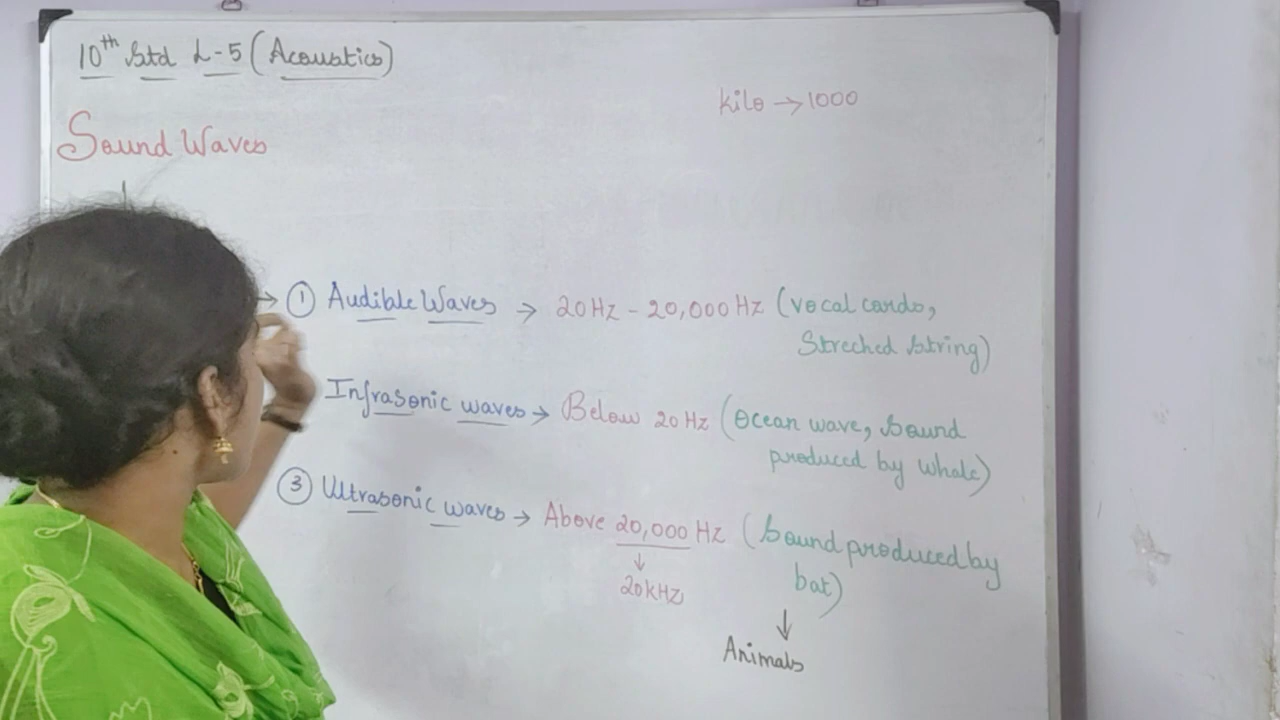 10th Std L-5 (Acoustics)
kilo → 1000
Sound Waves
→ ① Audible Waves → 20Hz - 20,000 Hz (vocal cards,
Streched String)
Infrasonic waves → Below 20 Hz (Ocean wave, Sound
produced by whale)
③ Ultrasonic waves → Above 20,000 Hz (Sound produced by
bat)
↓
20kHz
↓
Animals